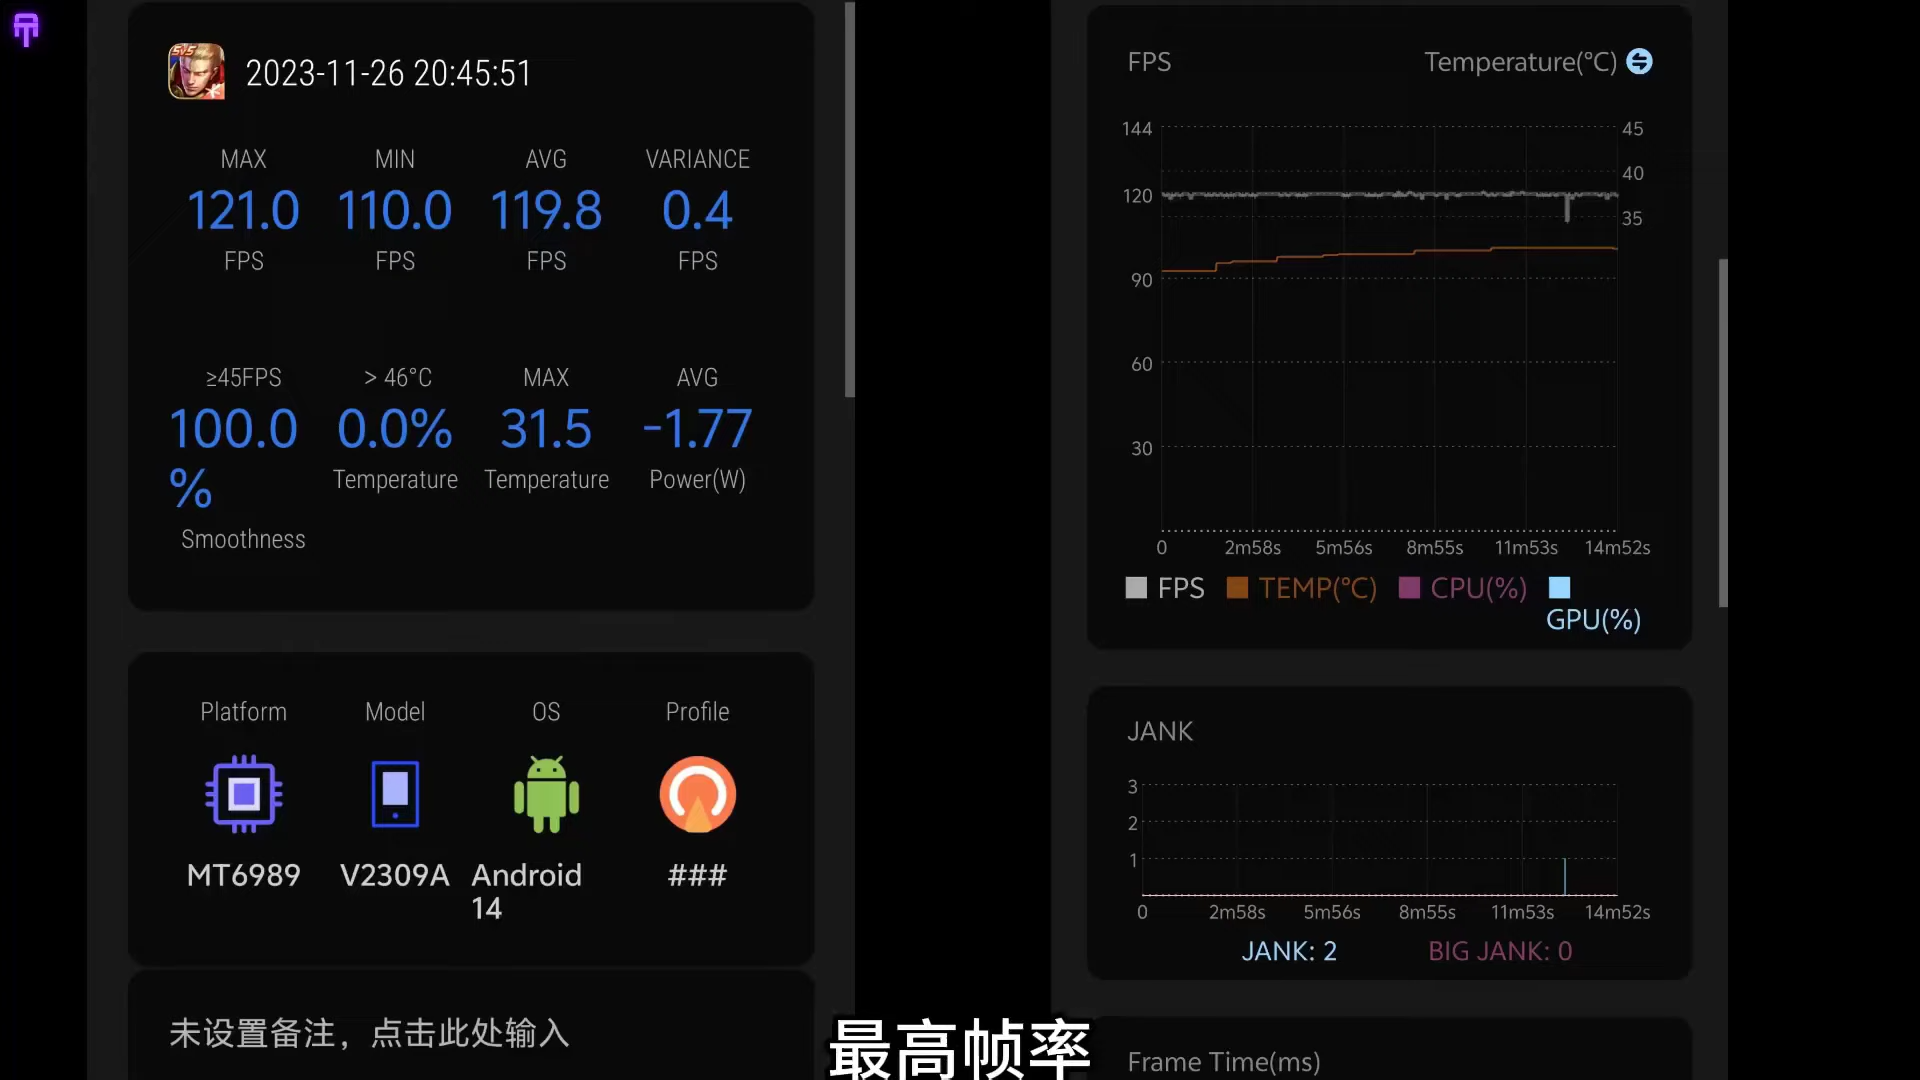 5v5
2023-11-26 20:45:51
MAX MIN AVG VARIANCE
121.0 110.0 119.8 0.4
FPS FPS FPS FPS
≥45FPS > 46°C MAX AVG
100.0 0.0% 31.5 -1.77
%
Temperature Temperature Power(W)
Smoothness
Platform Model OS Profile
MT6989 V2309A Android ###
14
未设置备注，点击此处输入
FPS Temperature(°C)
144 45
40
120
35
90
60
30
0 2m58s 5m56s 8m55s 11m53s 14m52s
FPS TEMP(°C) CPU(%)
GPU(%)
JANK
3
2
1
0 2m58s 5m56s 8m55s 11m53s 14m52s
JANK: 2 BIG JANK: 0
Frame Time(ms)
最高帧率